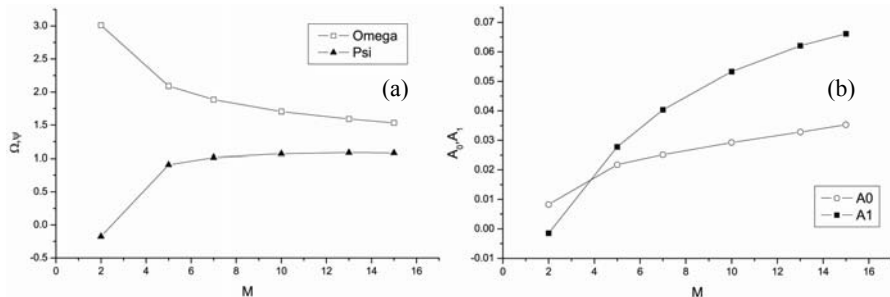 3.0
2.5
2.0
1.5
1.0
0.5
0.0
-0.5
Ω,ψ
Omega
Psi
(a)
0 2 4 6 8 10 12 14 16
M
0.07
0.06
0.05
0.04
0.03
0.02
0.01
0.00
-0.01
A₀,A₁
(b)
A0
A1
0 2 4 6 8 10 12 14 16
M